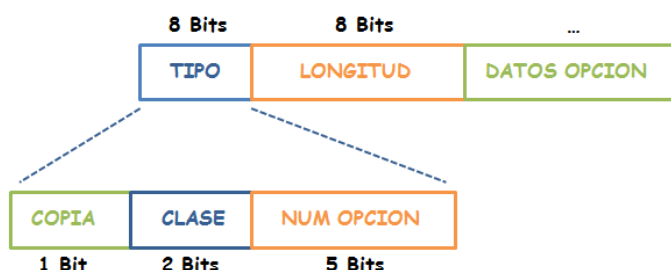 8 Bits 8 Bits ...
TIPO LONGITUD DATOS OPCION
COPIA CLASE NUM OPCION
1 Bit 2 Bits 5 Bits